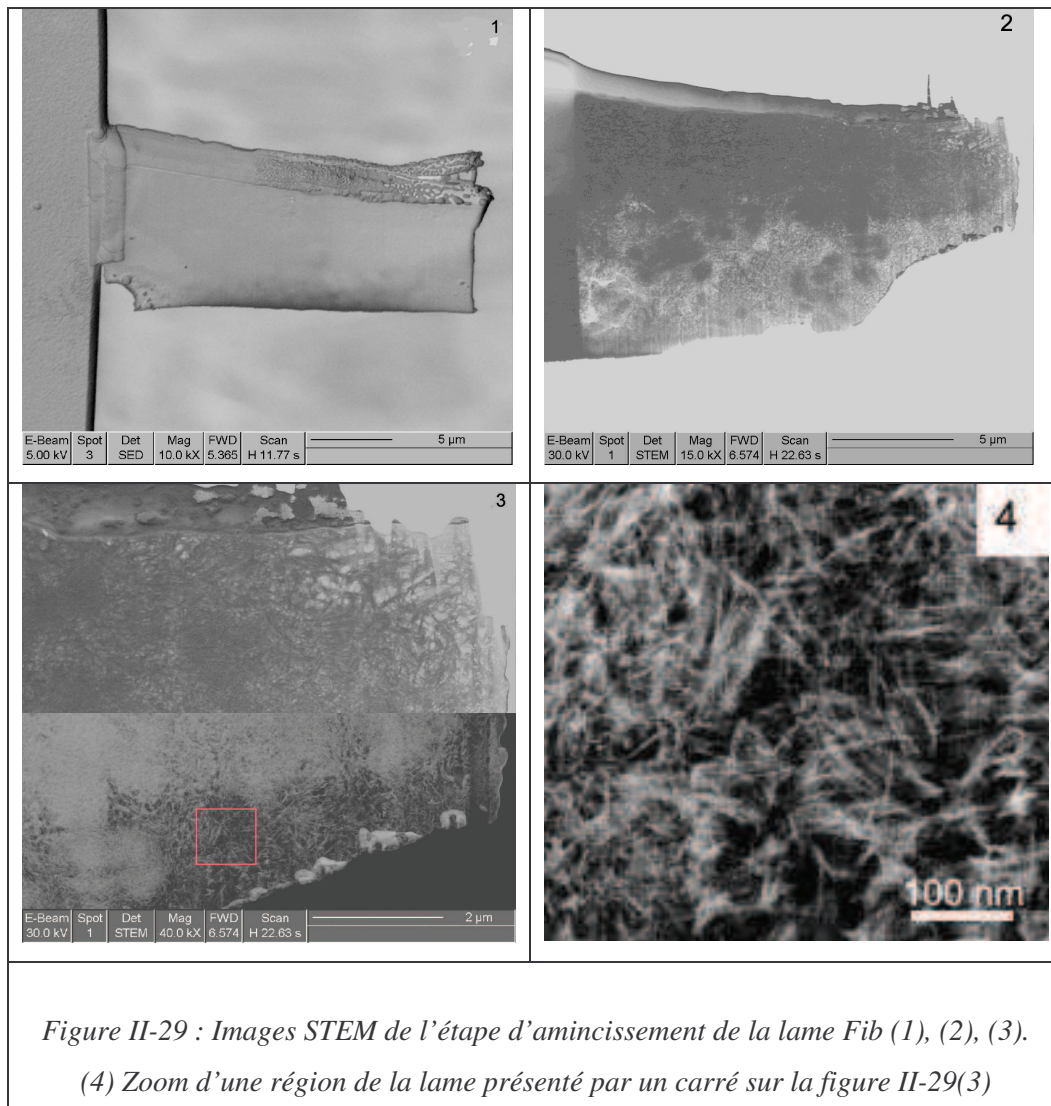 1
E-Beam Spot Det Mag FWD Scan 5 µm
5.00 kV 3 SED 10.0 kX 5.365 H 11.77 s
2
E-Beam Spot Det Mag FWD Scan 5 µm
30.0 kV 1 STEM 15.0 kX 6.574 H 22.63 s
3
E-Beam Spot Det Mag FWD Scan 2 µm
30.0 kV 1 STEM 40.0 kX 6.574 H 22.63 s
4
100 nm
Figure II-29 : Images STEM de l'étape d'amincissement de la lame Fib (1), (2), (3).
(4) Zoom d'une région de la lame présenté par un carré sur la figure II-29(3)